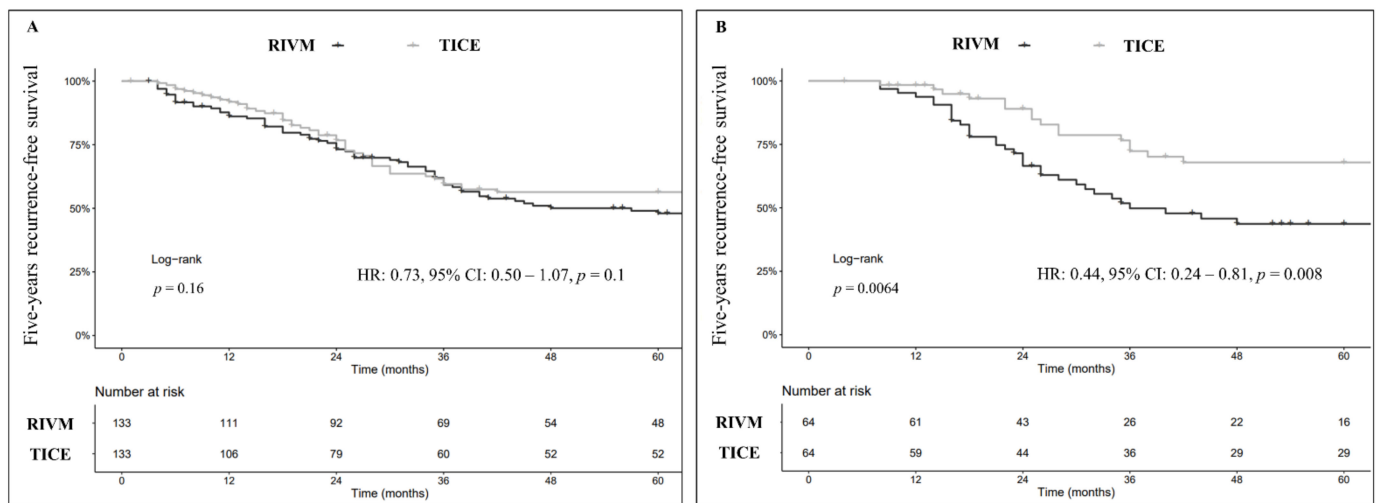 A
RIVM TICE
Five-years recurrence-free survival
100%
75%
50%
25%
0%
Log-rank
p = 0.16
HR: 0.73, 95% CI: 0.50 – 1.07, p = 0.1
0 12 24 36 48 60
Time (months)
Number at risk
RIVM 133 111 92 69 54 48
TICE 133 106 79 60 52 52
0 12 24 36 48 60
Time (months)
B
RIVM TICE
Five-years recurrence-free survival
100%
75%
50%
25%
0%
Log-rank
p = 0.0064
HR: 0.44, 95% CI: 0.24 – 0.81, p = 0.008
0 12 24 36 48 60
Time (months)
Number at risk
RIVM 64 61 43 26 22 16
TICE 64 59 44 36 29 29
0 12 24 36 48 60
Time (months)